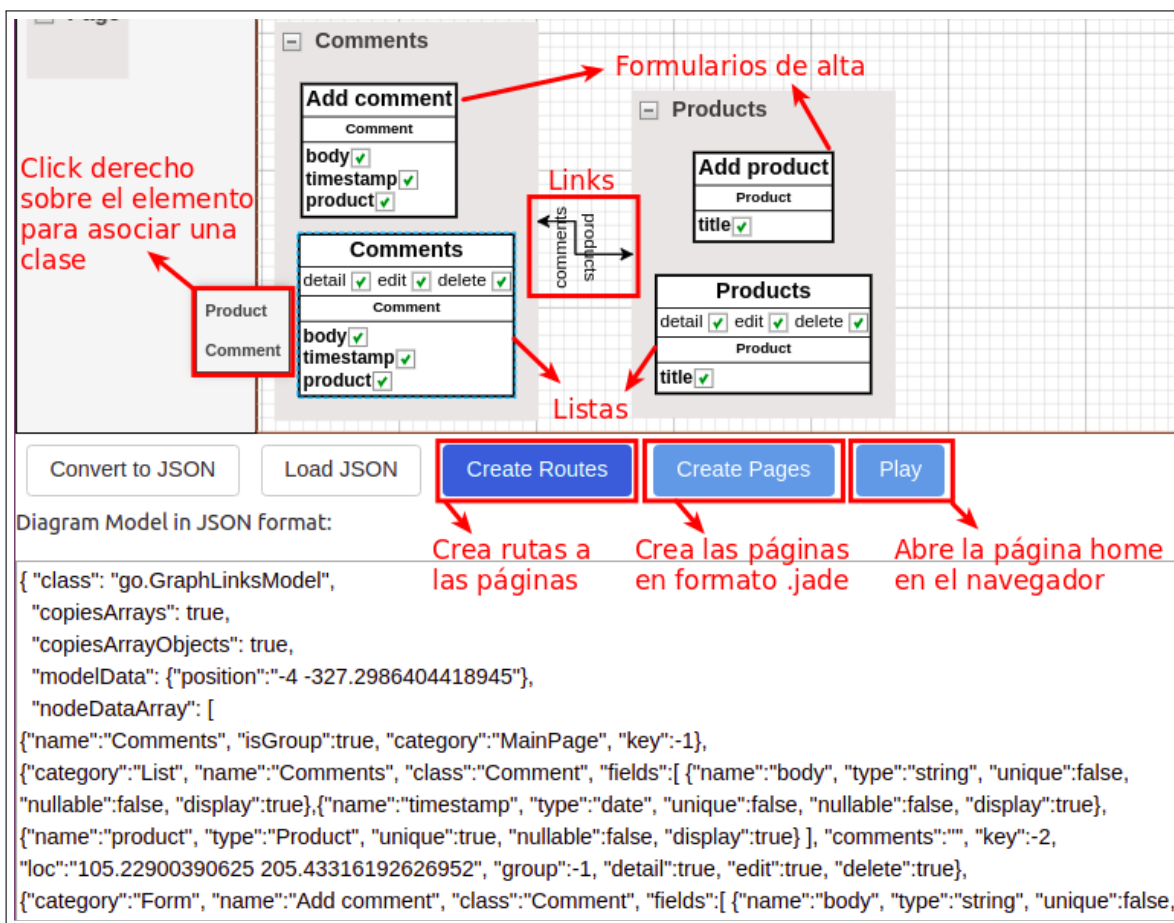 Page
Comments
Formularios de alta
Add comment
Comment
body
timestamp
product
Products
Add product
Product
title
Click derecho
sobre el elemento
para asociar una
clase
Links
comments
products
Comments
detail edit delete
Comment
body
timestamp
product
Product
Comment
Products
detail edit delete
Product
title
Listas
Convert to JSON
Load JSON
Create Routes
Create Pages
Play
Diagram Model in JSON format:
Crea rutas a
las páginas
Crea las páginas
en formato .jade
Abre la página home
en el navegador
{ "class": "go.GraphLinksModel",
"copiesArrays": true,
"copiesArrayObjects": true,
"modelData": {"position":"-4 -327.2986404418945"},
"nodeDataArray": [
{"name":"Comments", "isGroup":true, "category":"MainPage", "key":-1},
{"category":"List", "name":"Comments", "class":"Comment", "fields":[ {"name":"body", "type":"string", "unique":false,
"nullable":false, "display":true},{"name":"timestamp", "type":"date", "unique":false, "nullable":false, "display":true},
{"name":"product", "type":"Product", "unique":true, "nullable":false, "display":true} ], "comments":"", "key":-2,
"loc":"105.22900390625 205.43316192626952", "group":-1, "detail":true, "edit":true, "delete":true},
{"category":"Form", "name":"Add comment", "class":"Comment", "fields":[ {"name":"body", "type":"string", "unique":false,